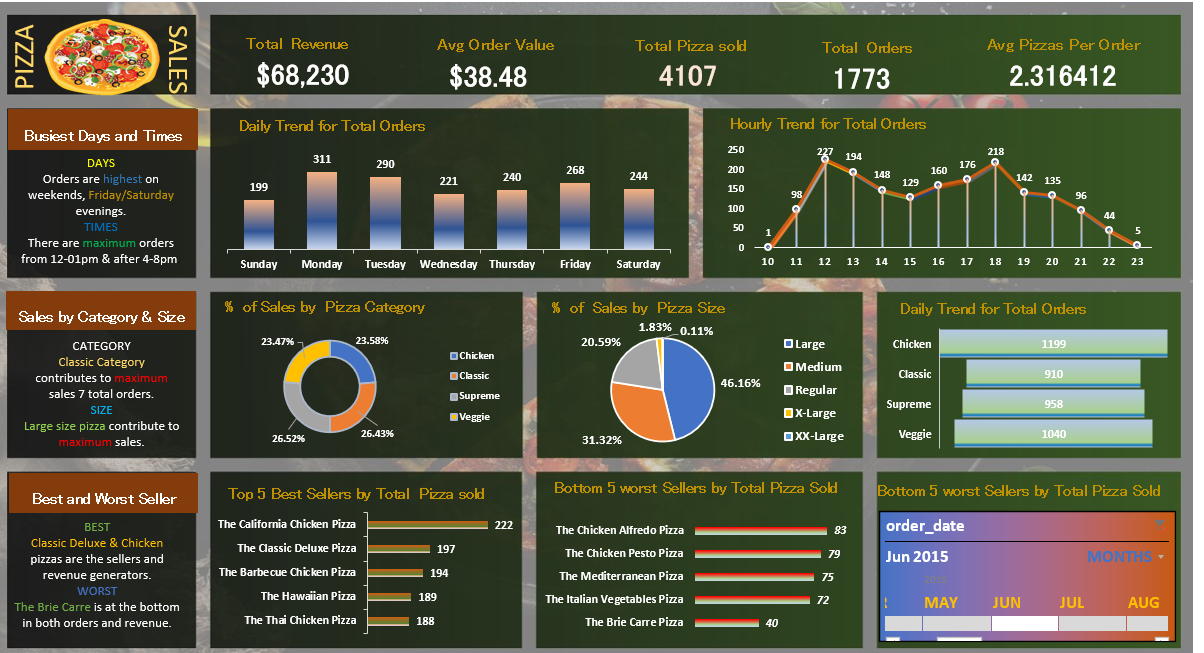 PIZZA
SALES
Total Revenue
$68,230
Avg Order Value
$38.48
Total Pizza sold
4107
Total Orders
1773
Avg Pizzas Per Order
2.316412
Busiest Days and Times
DAYS
Orders are highest on
weekends, Friday/Saturday
evenings.
TIMES
There are maximum orders
from 12-01pm & after 4-8pm
Daily Trend for Total Orders
199
311
290
221
240
268
244
Sunday
Monday
Tuesday
Wednesday
Thursday
Friday
Saturday
Hourly Trend for Total Orders
250
200
150
100
50
0
1
98
227
194
148
129
160
176
218
142
135
96
44
5
10
11
12
13
14
15
16
17
18
19
20
21
22
23
Sales by Category & Size
CATEGORY
Classic Category
contributes to maximum
sales 7 total orders.
SIZE
Large size pizza contribute to
maximum sales.
% of Sales by Pizza Category
23.47%
23.58%
26.52%
26.43%
Chicken
Classic
Supreme
Veggie
% of Sales by Pizza Size
1.83%
0.11%
20.59%
46.16%
31.32%
Large
Medium
Regular
X-Large
XX-Large
Daily Trend for Total Orders
Chicken
1199
Classic
910
Supreme
958
Veggie
1040
Best and Worst Seller
BEST
Classic Deluxe & Chicken
pizzas are the sellers and
revenue generators.
WORST
The Brie Carre is at the bottom
in both orders and revenue.
Top 5 Best Sellers by Total Pizza sold
The California Chicken Pizza
222
The Classic Deluxe Pizza
197
The Barbecue Chicken Pizza
194
The Hawaiian Pizza
189
The Thai Chicken Pizza
188
Bottom 5 worst Sellers by Total Pizza Sold
The Chicken Alfredo Pizza
83
The Chicken Pesto Pizza
79
The Mediterranean Pizza
75
The Italian Vegetables Pizza
72
The Brie Carre Pizza
40
Bottom 5 worst Sellers by Total Pizza Sold
order_date
Jun 2015
MONTHS
2015
MAY
JUN
JUL
AUG